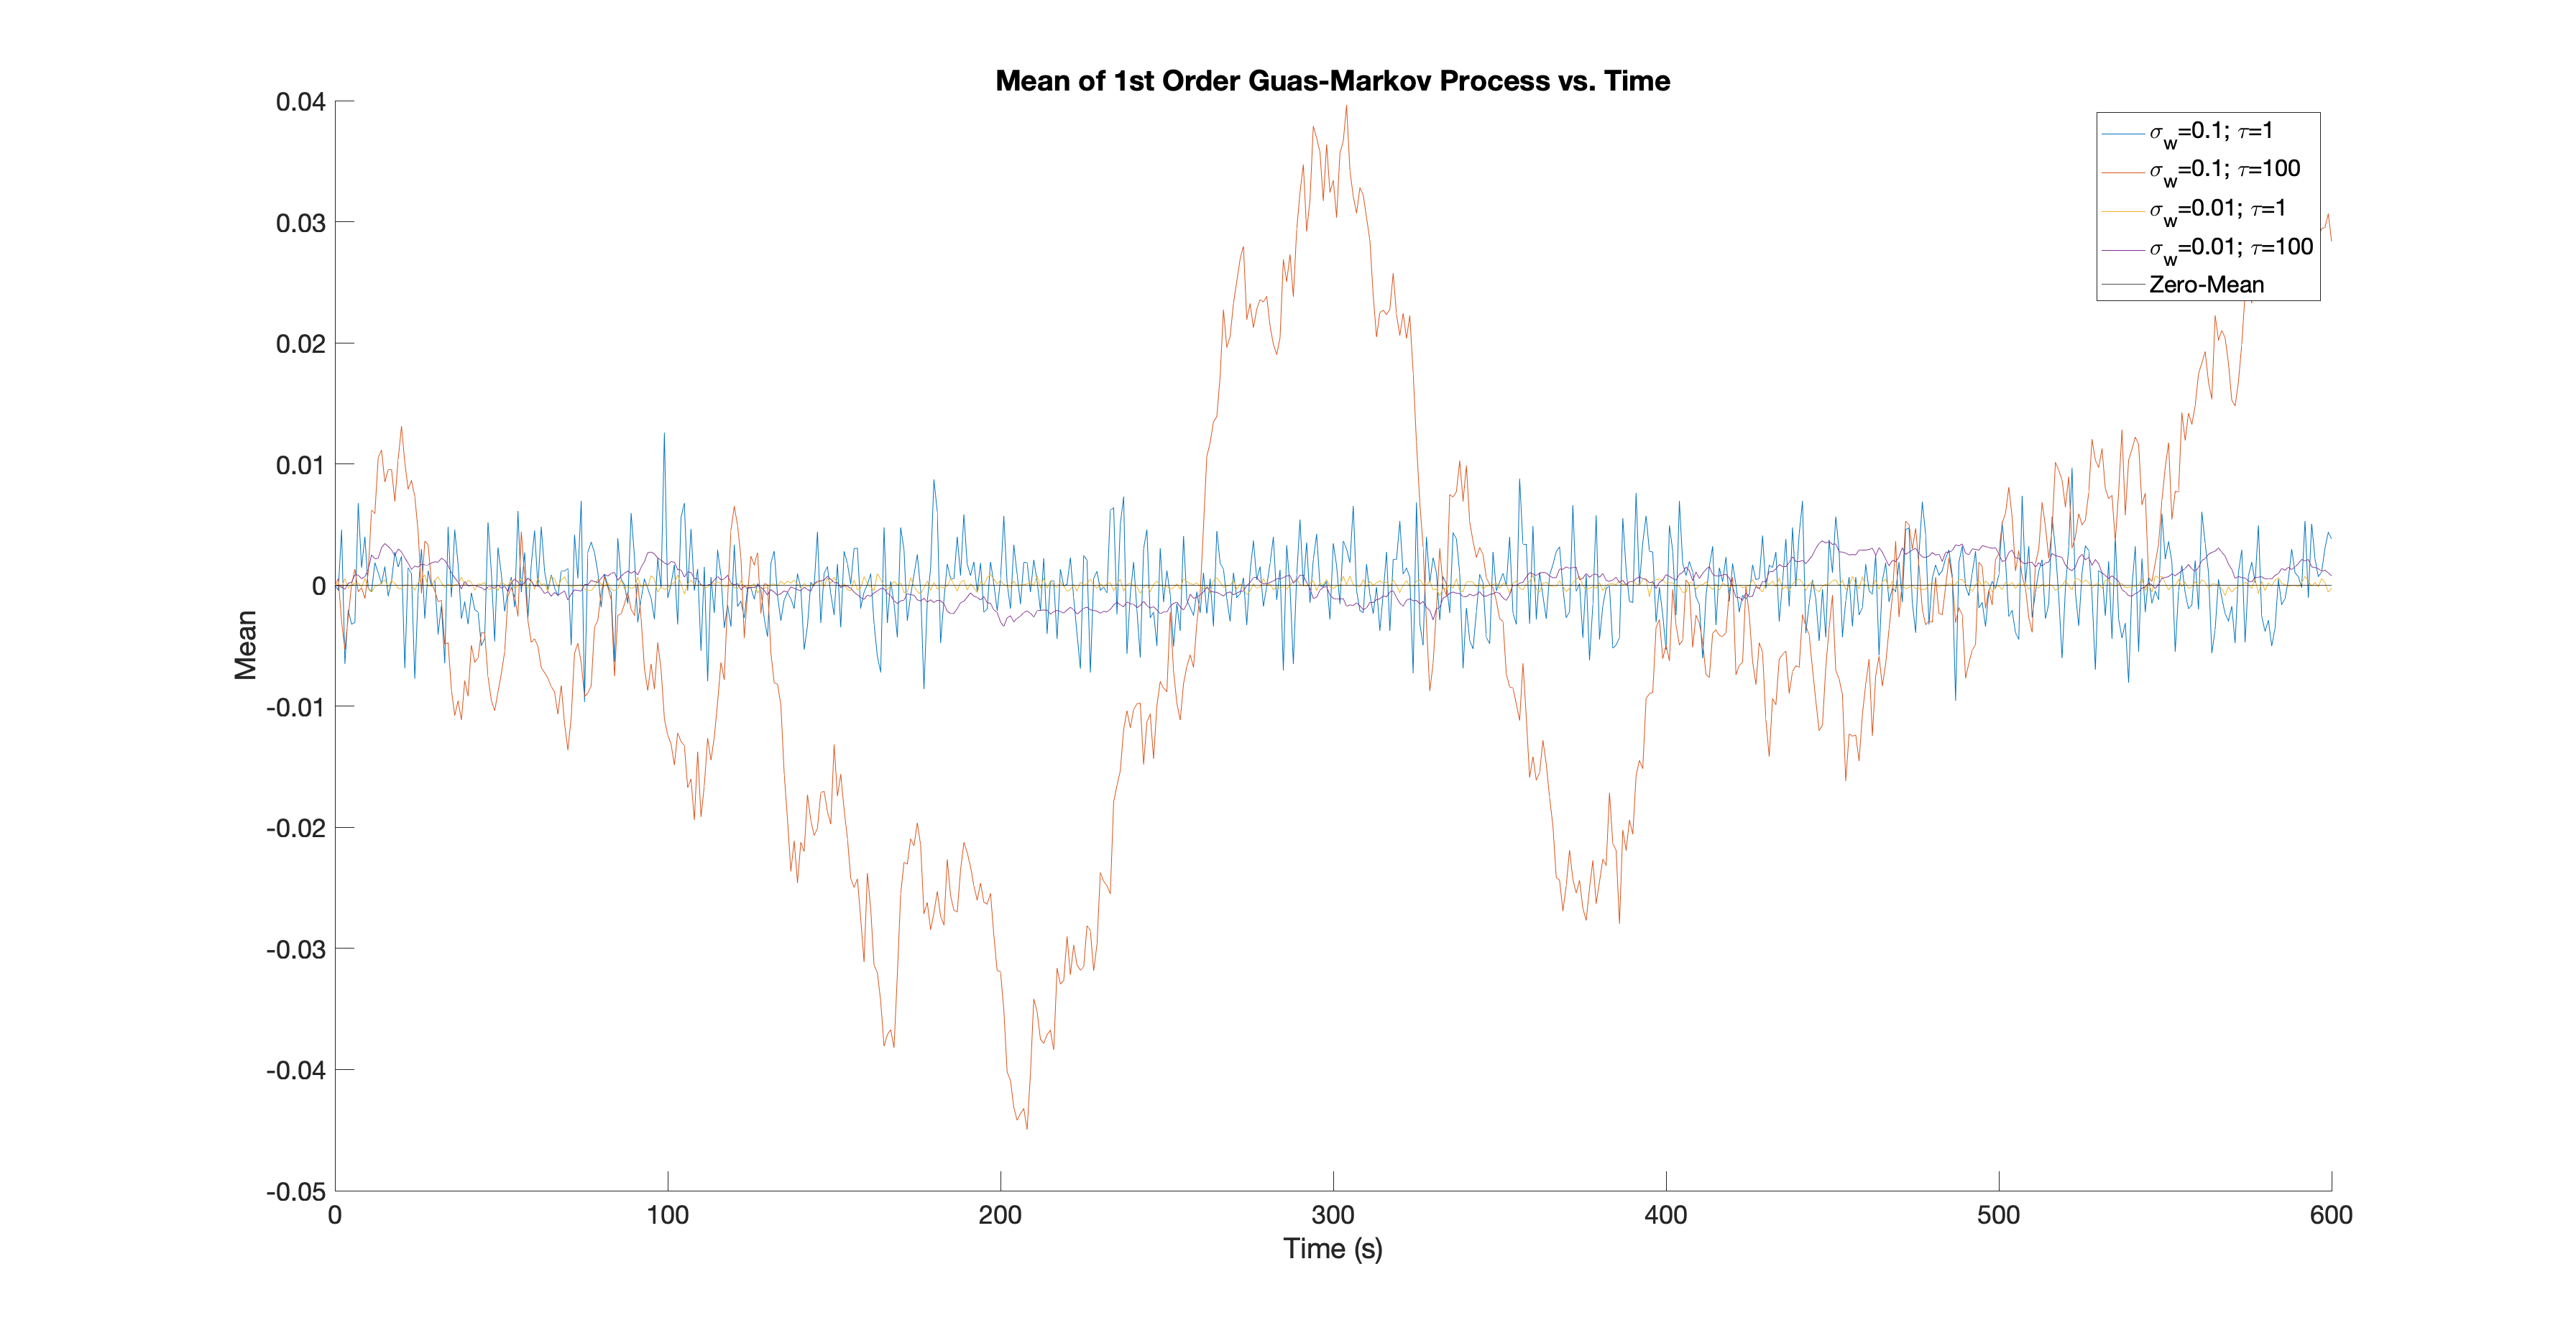 Mean of 1st Order Guas-Markov Process vs. Time
0.04
0.03
0.02
0.01
0
-0.01
-0.02
-0.03
-0.04
-0.05
Mean
σw=0.1; τ=1
σw=0.1; τ=100
σw=0.01; τ=1
σw=0.01; τ=100
Zero-Mean
0 100 200 300 400 500 600
Time (s)